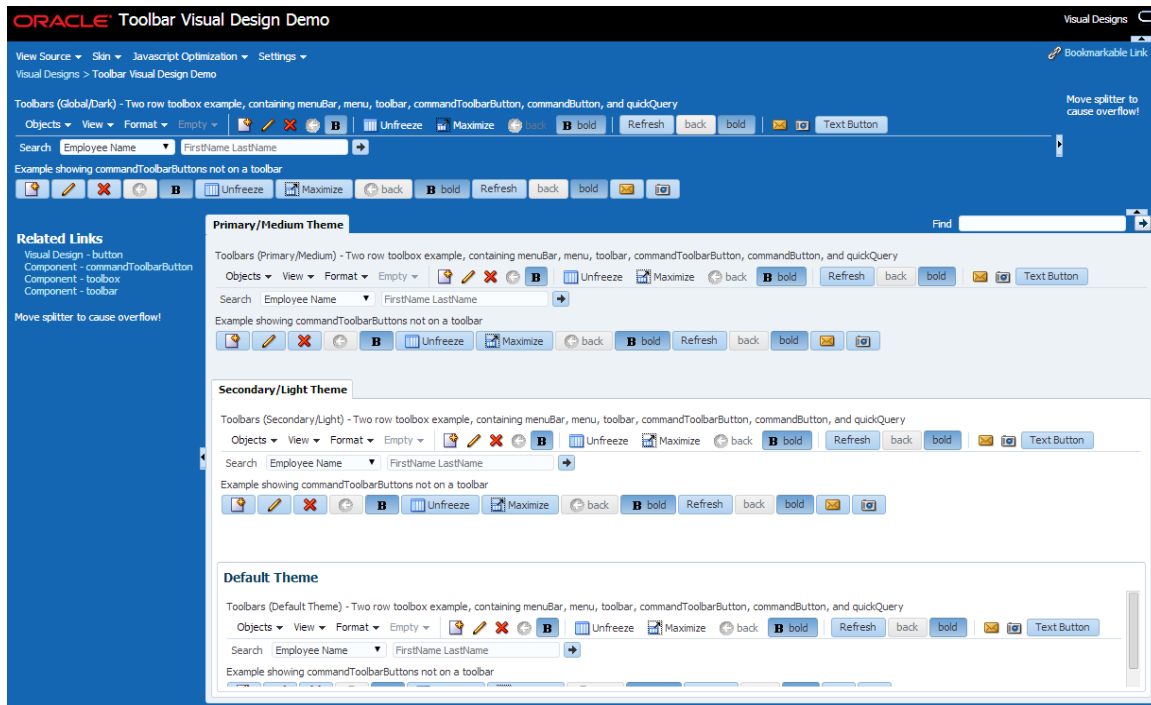 ORACLE Toolbar Visual Design Demo
Visual Designs
View Source Skin Javascript Optimization Settings
Bookmarkable Link
Visual Designs > Toolbar Visual Design Demo
Toolbars (Global/Dark) - Two row toolbox example, containing menuBar, menu, toolbar, commandToolbarButton, commandButton, and quickQuery
Move splitter to
cause overflow!
Objects View Format Empty B Unfreeze Maximize back B bold Refresh back bold Text Button
Search Employee Name FirstName LastName
Example showing commandToolbarButtons not on a toolbar
B Unfreeze Maximize back B bold Refresh back bold
Related Links
Visual Design - button
Component - commandToolbarButton
Component - toolbox
Component - toolbar
Move splitter to cause overflow!
Primary/Medium Theme
Find
Toolbars (Primary/Medium) - Two row toolbox example, containing menuBar, menu, toolbar, commandToolbarButton, commandButton, and quickQuery
Objects View Format Empty B Unfreeze Maximize back B bold Refresh back bold Text Button
Search Employee Name FirstName LastName
Example showing commandToolbarButtons not on a toolbar
B Unfreeze Maximize back B bold Refresh back bold
Secondary/Light Theme
Toolbars (Secondary/Light) - Two row toolbox example, containing menuBar, menu, toolbar, commandToolbarButton, commandButton, and quickQuery
Objects View Format Empty B Unfreeze Maximize back B bold Refresh back bold Text Button
Search Employee Name FirstName LastName
Example showing commandToolbarButtons not on a toolbar
B Unfreeze Maximize back B bold Refresh back bold
Default Theme
Toolbars (Default Theme) - Two row toolbox example, containing menuBar, menu, toolbar, commandToolbarButton, commandButton, and quickQuery
Objects View Format Empty B Unfreeze Maximize back B bold Refresh back bold Text Button
Search Employee Name FirstName LastName
Example showing commandToolbarButtons not on a toolbar